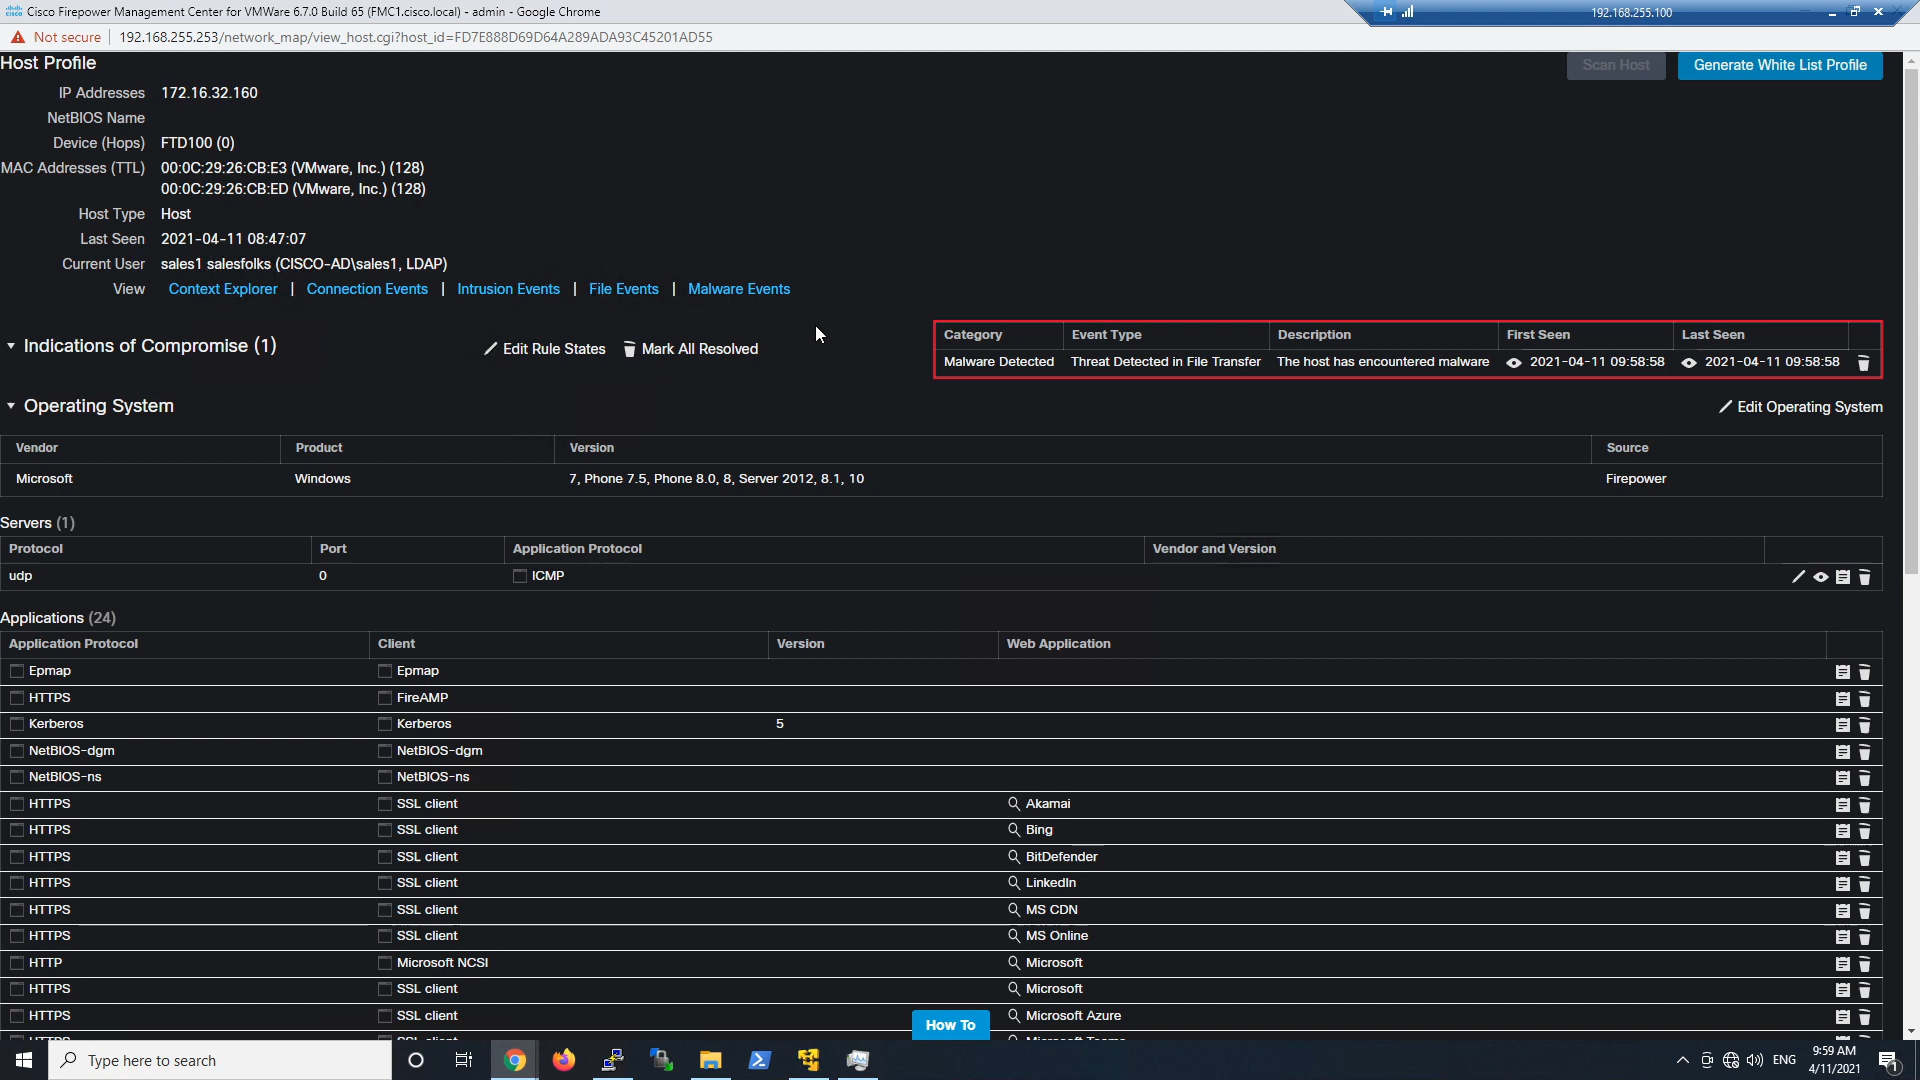 Cisco Firepower Management Center for VMWare 6.7.0 Build 65 (FMC1.cisco.local) - admin - Google Chrome
192.168.255.100
Not secure | 192.168.255.253/network_map/view_host.cgi?host_id=FD7E888D69D64A289ADA93C45201AD55
Host Profile
Scan Host
Generate White List Profile
IP Addresses 172.16.32.160
NetBIOS Name
Device (Hops) FTD100 (0)
MAC Addresses (TTL) 00:0C:29:26:CB:E3 (VMware, Inc.) (128)
00:0C:29:26:CB:ED (VMware, Inc.) (128)
Host Type Host
Last Seen 2021-04-11 08:47:07
Current User sales1 salesfolks (CISCO-AD\sales1, LDAP)
View Context Explorer | Connection Events | Intrusion Events | File Events | Malware Events
Indications of Compromise (1) Edit Rule States Mark All Resolved
Category Event Type Description First Seen Last Seen
Malware Detected Threat Detected in File Transfer The host has encountered malware 2021-04-11 09:58:58 2021-04-11 09:58:58
Operating System Edit Operating System
Vendor Product Version Source
Microsoft Windows 7, Phone 7.5, Phone 8.0, 8, Server 2012, 8.1, 10 Firepower
Servers (1)
Protocol Port Application Protocol Vendor and Version
udp 0 ICMP
Applications (24)
Application Protocol Client Version Web Application
Epmap Epmap
HTTPS FireAMP
Kerberos Kerberos 5
NetBIOS-dgm NetBIOS-dgm
NetBIOS-ns NetBIOS-ns
HTTPS SSL client Akamai
HTTPS SSL client Bing
HTTPS SSL client BitDefender
HTTPS SSL client LinkedIn
HTTPS SSL client MS CDN
HTTPS SSL client MS Online
HTTP Microsoft NCSI Microsoft
HTTPS SSL client Microsoft
HTTPS SSL client Microsoft Azure
How To
Type here to search
ENG
9:59 AM
4/11/2021
1